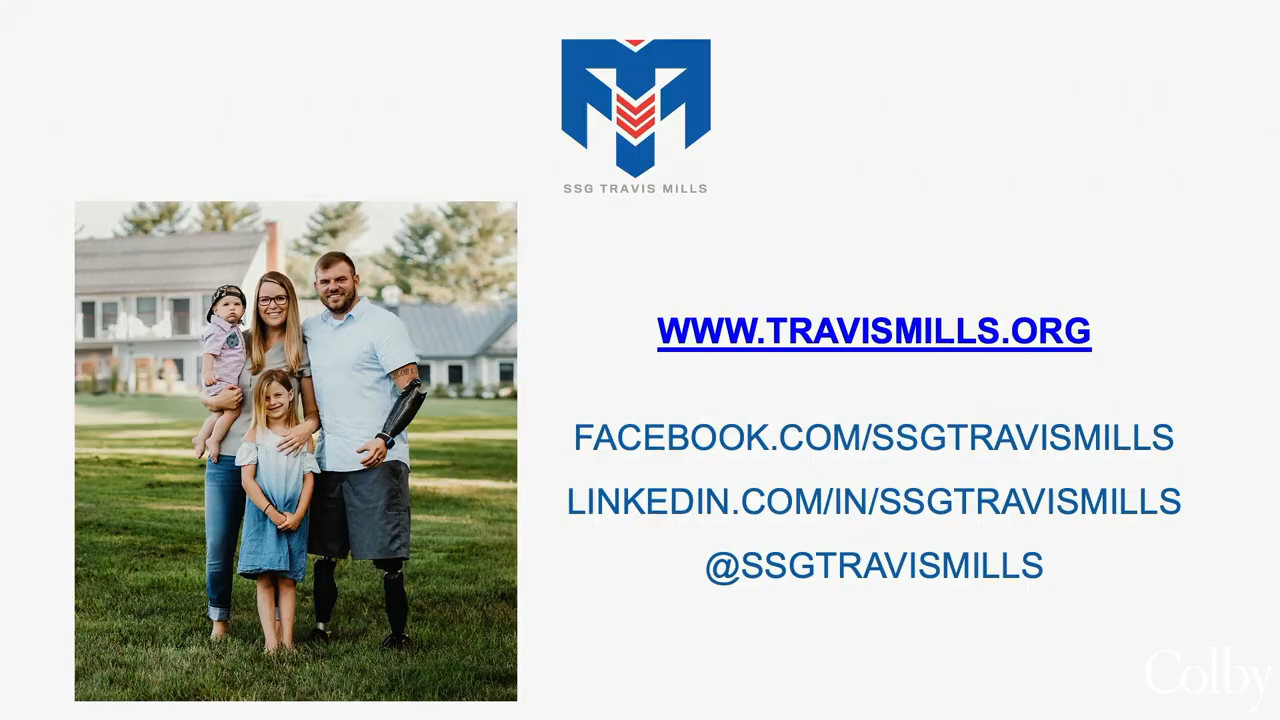 SSG TRAVIS MILLS
WWW.TRAVISMILLS.ORG
FACEBOOK.COM/SSGTRAVISMILLS
LINKEDIN.COM/IN/SSGTRAVISMILLS
@SSGTRAVISMILLS
Colby